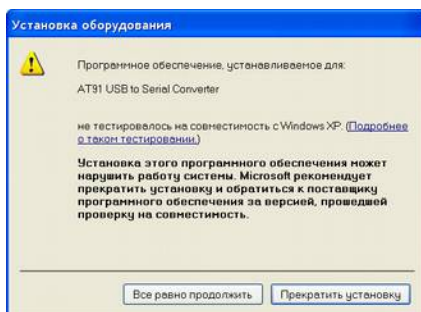 Установка оборудования
Программное обеспечение, устанавливаемое для:
AT91 USB to Serial Converter
не тестировалось на совместимость с Windows XP. (Подробнее
о таком тестировании.)
Установка этого программного обеспечения может
нарушить работу системы. Microsoft рекомендует
прекратить установку и обратиться к поставщику
программного обеспечения за версией, прошедшей
проверку на совместимость.
Все равно продолжить
Прекратить установку